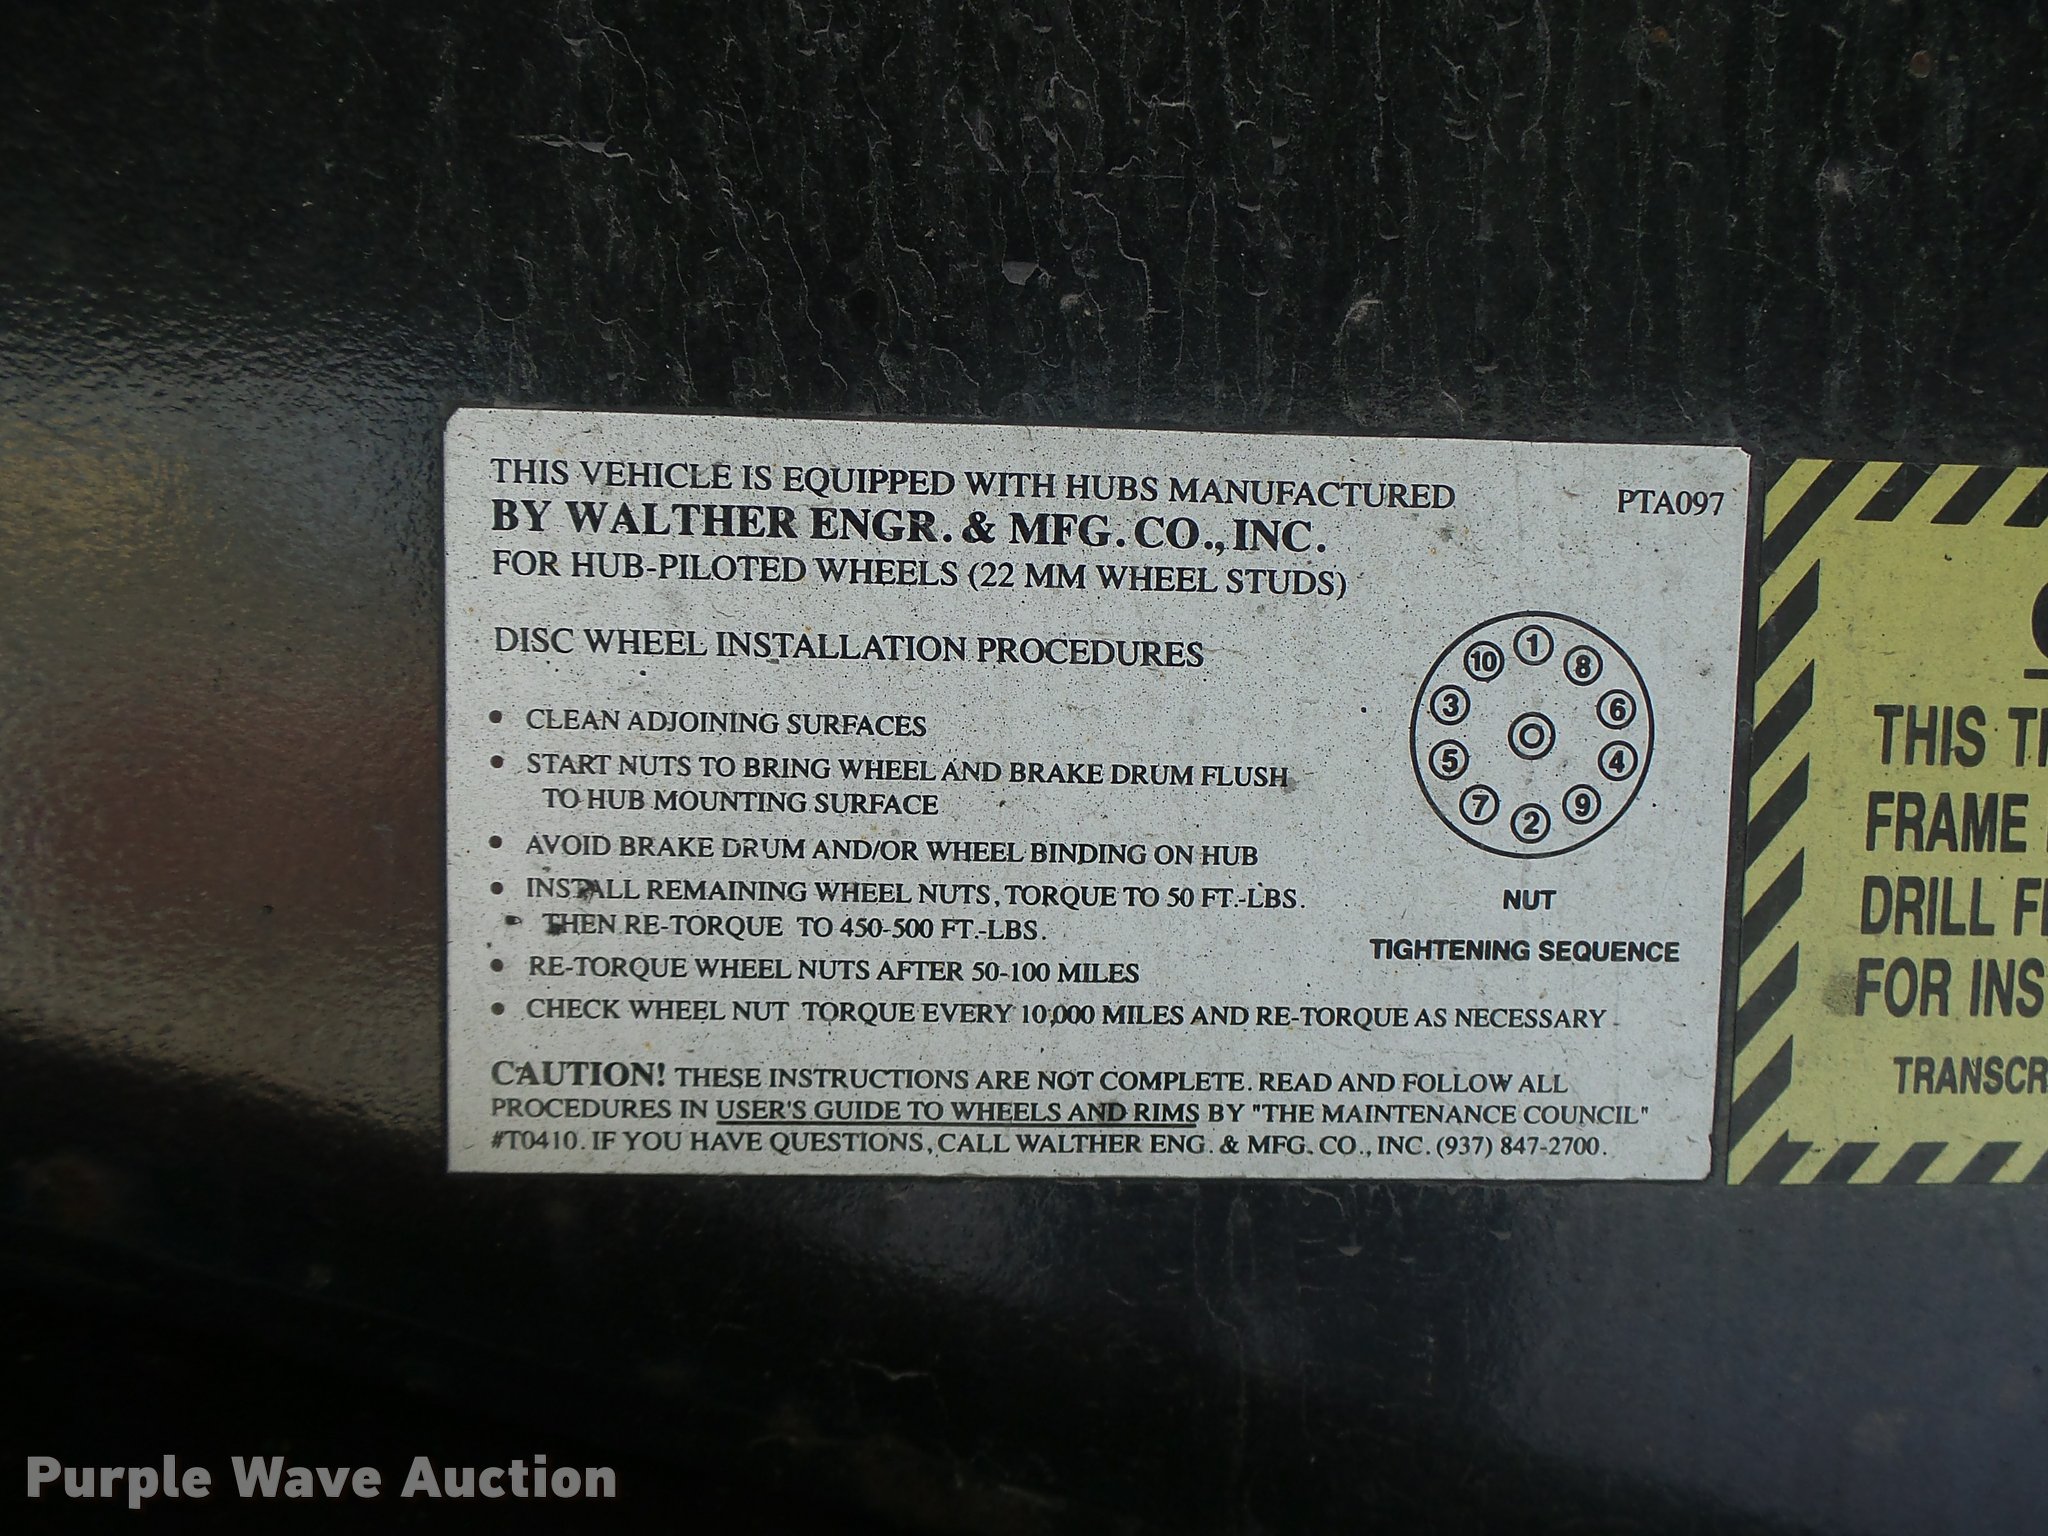 THIS VEHICLE IS EQUIPPED WITH HUBS MANUFACTURED
PTA097
BY WALTHER ENGR. & MFG. CO., INC.
FOR HUB-PILOTED WHEELS (22 MM WHEEL STUDS)
DISC WHEEL INSTALLATION PROCEDURES
• CLEAN ADJOINING SURFACES
• START NUTS TO BRING WHEEL AND BRAKE DRUM FLUSH
TO HUB MOUNTING SURFACE
• AVOID BRAKE DRUM AND/OR WHEEL BINDING ON HUB
• INSTALL REMAINING WHEEL NUTS, TORQUE TO 50 FT.-LBS.
THEN RE-TORQUE TO 450-500 FT.-LBS.
• RE-TORQUE WHEEL NUTS AFTER 50-100 MILES
• CHECK WHEEL NUT TORQUE EVERY 10,000 MILES AND RE-TORQUE AS NECESSARY
1
10 8
3 6
5 4
7 9
2
NUT
TIGHTENING SEQUENCE
CAUTION! THESE INSTRUCTIONS ARE NOT COMPLETE. READ AND FOLLOW ALL
PROCEDURES IN USER'S GUIDE TO WHEELS AND RIMS BY "THE MAINTENANCE COUNCIL"
#T0410. IF YOU HAVE QUESTIONS, CALL WALTHER ENG. & MFG. CO., INC. (937) 847-2700.
THIS
FRAME
DRILL
FOR
Purple Wave Auction